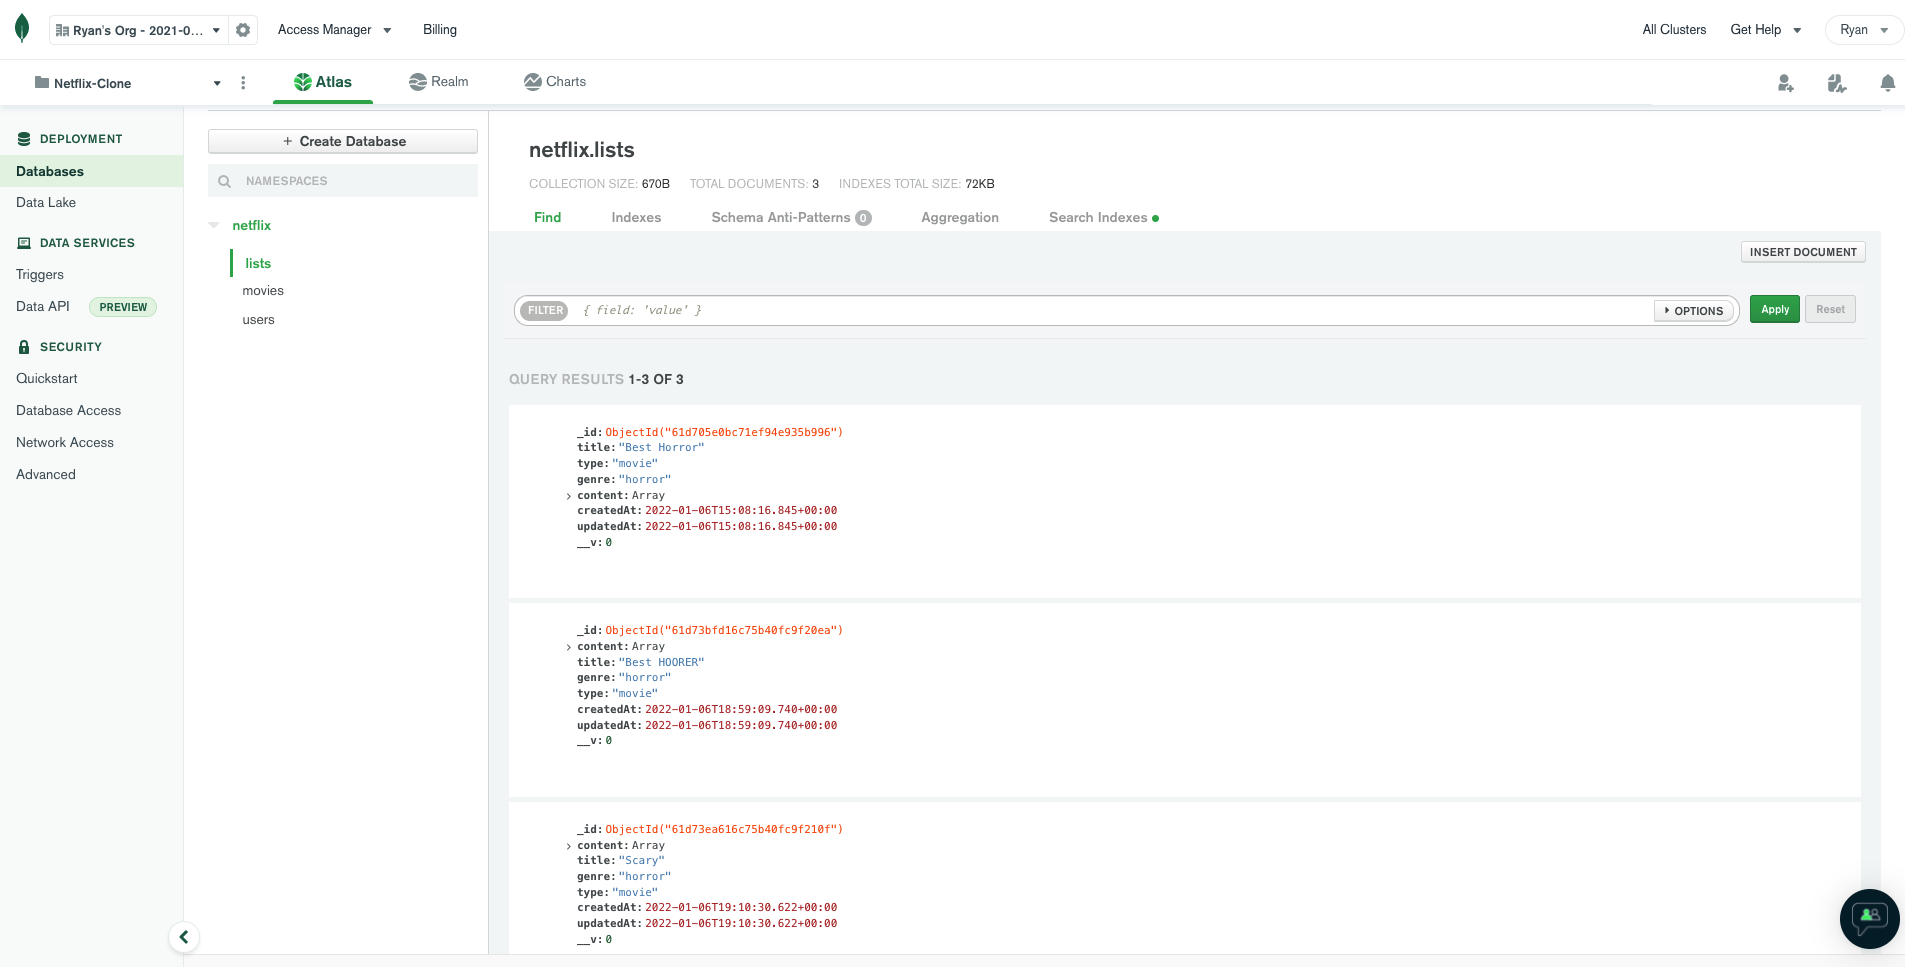 Ryan's Org - 2021-0...
Access Manager
Billing
All Clusters
Get Help
Ryan
Netflix-Clone
Atlas
Realm
Charts
DEPLOYMENT
Databases
Data Lake
DATA SERVICES
Triggers
Data API PREVIEW
SECURITY
Quickstart
Database Access
Network Access
Advanced
+ Create Database
NAMESPACES
netflix
lists
movies
users
netflix.lists
COLLECTION SIZE: 670B TOTAL DOCUMENTS: 3 INDEXES TOTAL SIZE: 72KB
Find Indexes Schema Anti-Patterns 0 Aggregation Search Indexes
INSERT DOCUMENT
FILTER { field: 'value' } OPTIONS Apply Reset
QUERY RESULTS 1-3 OF 3
_id: ObjectId("61d705e0bc71ef94e935b996")
title: "Best Horror"
type: "movie"
genre: "horror"
content: Array
createdAt: 2022-01-06T15:08:16.845+00:00
updatedAt: 2022-01-06T15:08:16.845+00:00
__v: 0
_id: ObjectId("61d73bfd16c75b40fc9f20ea")
content: Array
title: "Best HOORER"
genre: "horror"
type: "movie"
createdAt: 2022-01-06T18:59:09.740+00:00
updatedAt: 2022-01-06T18:59:09.740+00:00
__v: 0
_id: ObjectId("61d73ea616c75b40fc9f210f")
content: Array
title: "Scary"
genre: "horror"
type: "movie"
createdAt: 2022-01-06T19:10:30.622+00:00
updatedAt: 2022-01-06T19:10:30.622+00:00
__v: 0